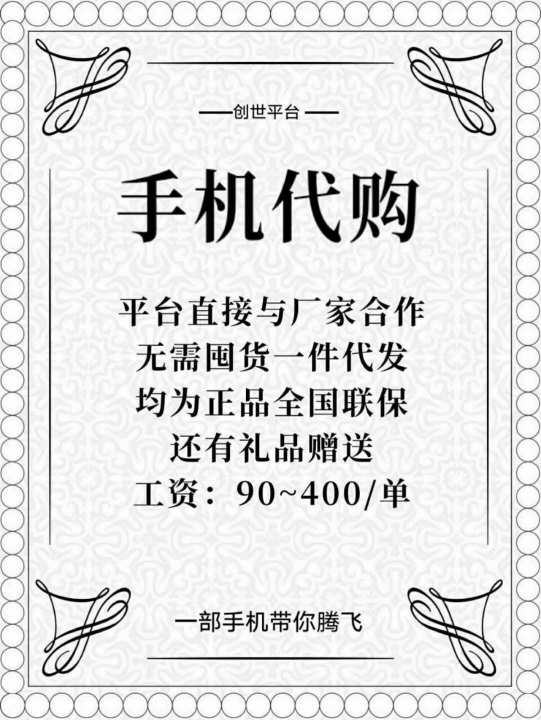 创世平台
手机代购
平台直接与厂家合作
无需囤货一件代发
均为正品全国联保
还有礼品赠送
工资：90~400/单
一部手机带你腾飞